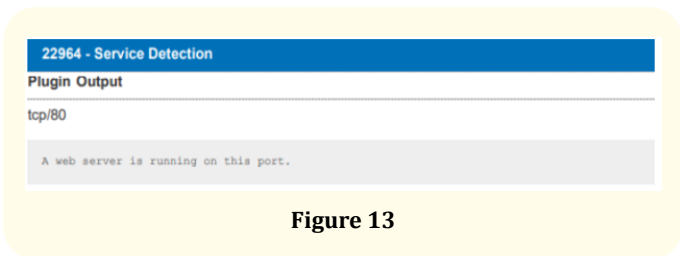 22964 - Service Detection
Plugin Output
tcp/80
A web server is running on this port.
Figure 13